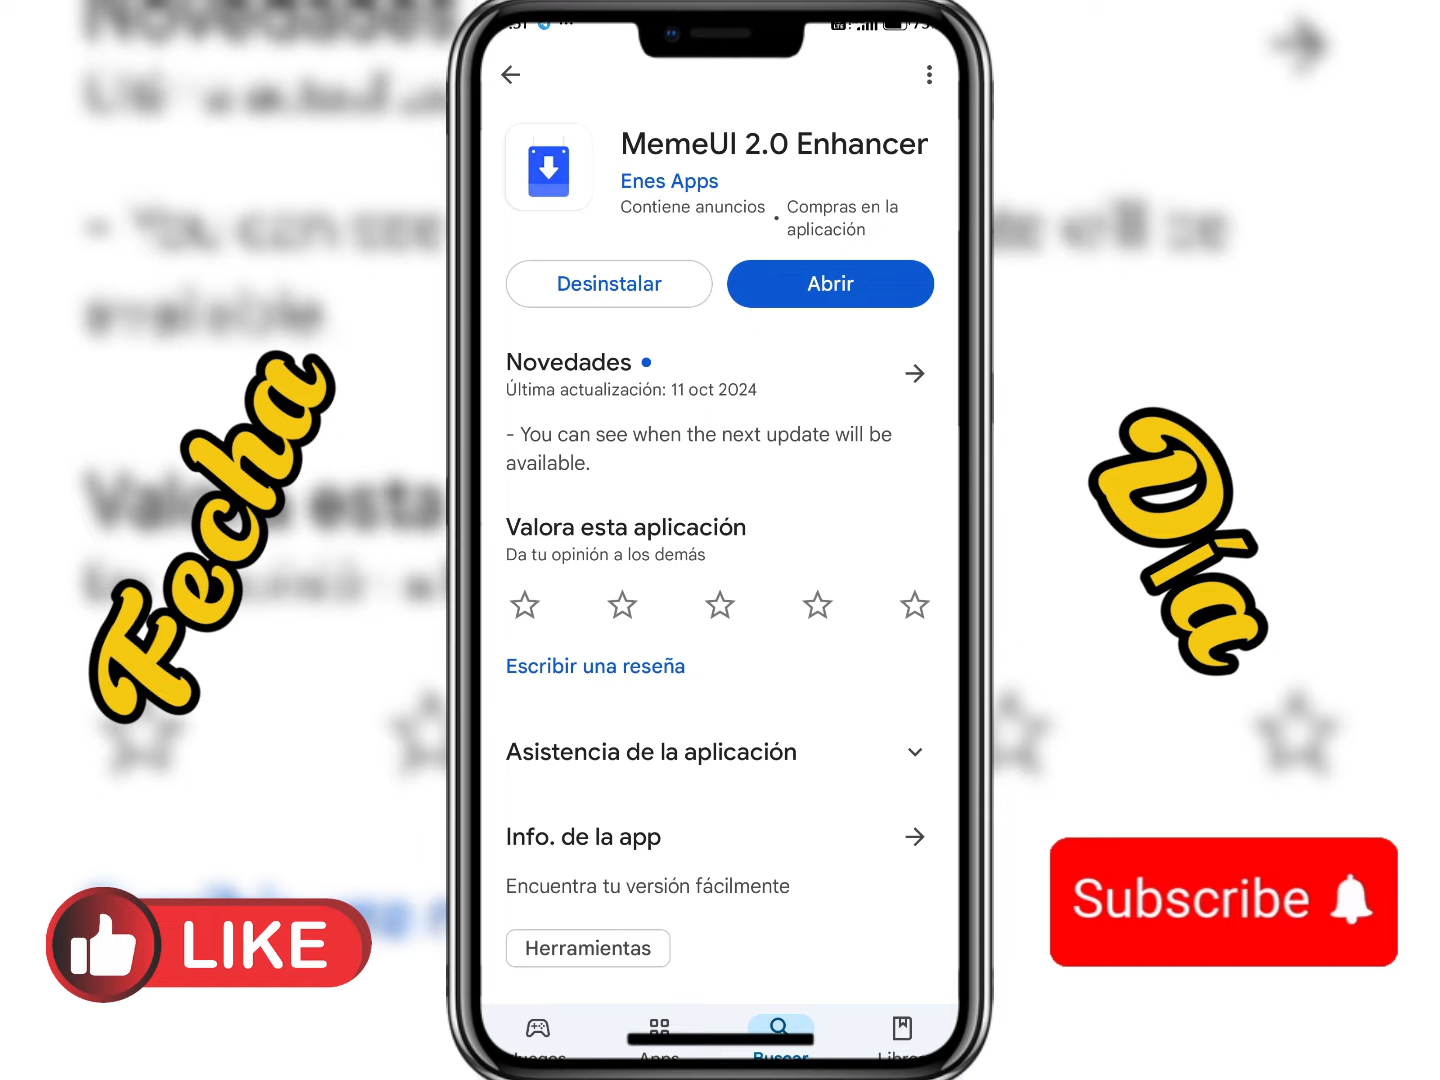 MemeUI 2.0 Enhancer
Enes Apps
Contiene anuncios • Compras en la
aplicación
Desinstalar
Abrir
Novedades
Última actualización: 11 oct 2024
- You can see when the next update will be
available.
Valora esta aplicación
Da tu opinión a los demás
Escribir una reseña
Asistencia de la aplicación
Info. de la app
Encuentra tu versión fácilmente
Herramientas
Juegos
Apps
Buscar
Fecha
Día
LIKE
Subscribe